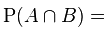 P(A ∩ B) =